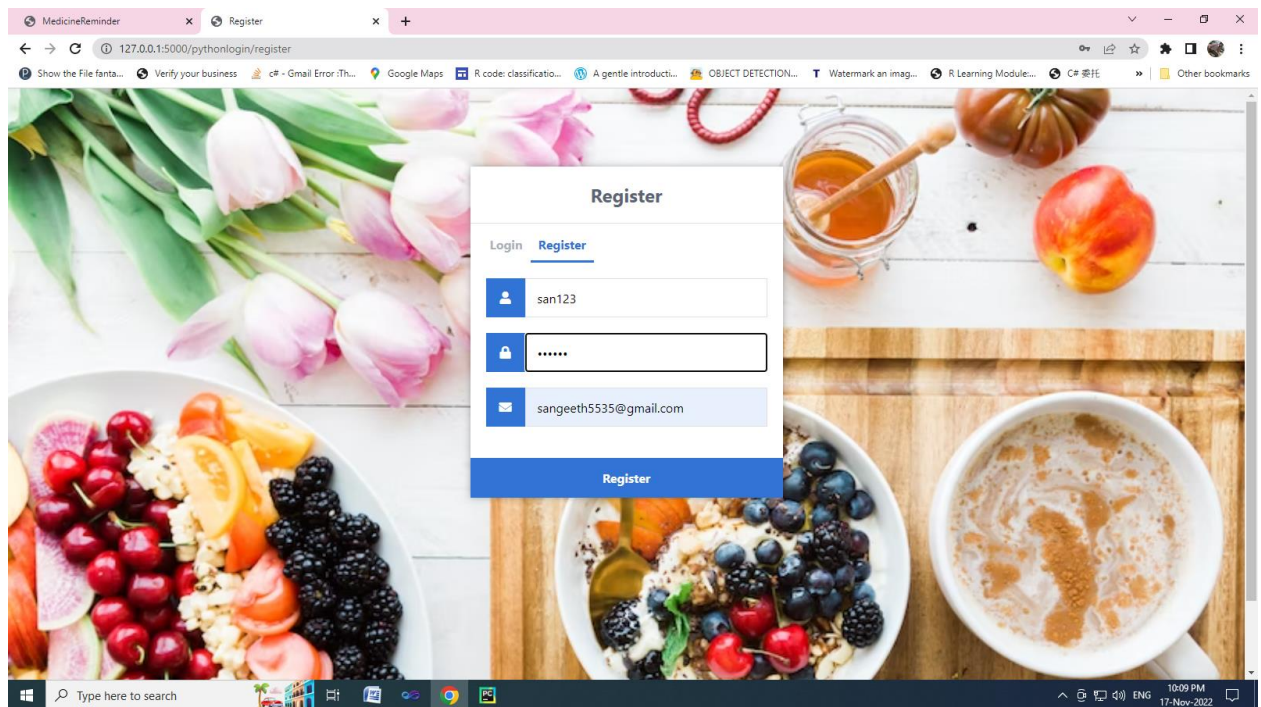 MedicineReminder
Register
127.0.0.1:5000/pythonlogin/register
Show the File fanta...
Verify your business
c# - Gmail Error :Th...
Google Maps
R code: classificatio...
A gentle introducti...
OBJECT DETECTION...
Watermark an imag...
R Learning Module:...
C# 委托
»
Other bookmarks
Register
Login
Register
san123
••••••
sangeeth5535@gmail.com
Register
Type here to search
ENG
10:09 PM
17-Nov-2022